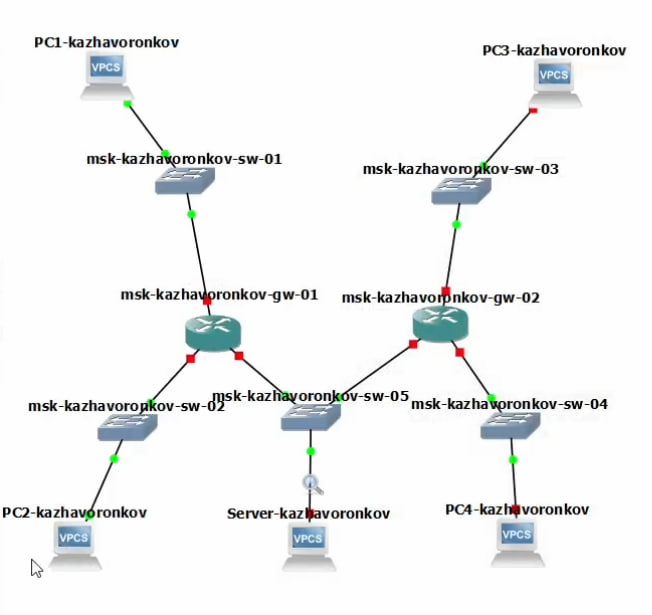 PC1-kazhavoronkov
PC3-kazhavoronkov
VPCS
VPCS
msk-kazhavoronkov-sw-01
msk-kazhavoronkov-sw-03
msk-kazhavoronkov-gw-01
msk-kazhavoronkov-gw-02
msk-kazhavoronkov-sw-02
msk-kazhavoronkov-sw-05
msk-kazhavoronkov-sw-04
PC2-kazhavoronkov
Server-kazhavoronkov
PC4-kazhavoronkov
VPCS
VPCS
VPCS